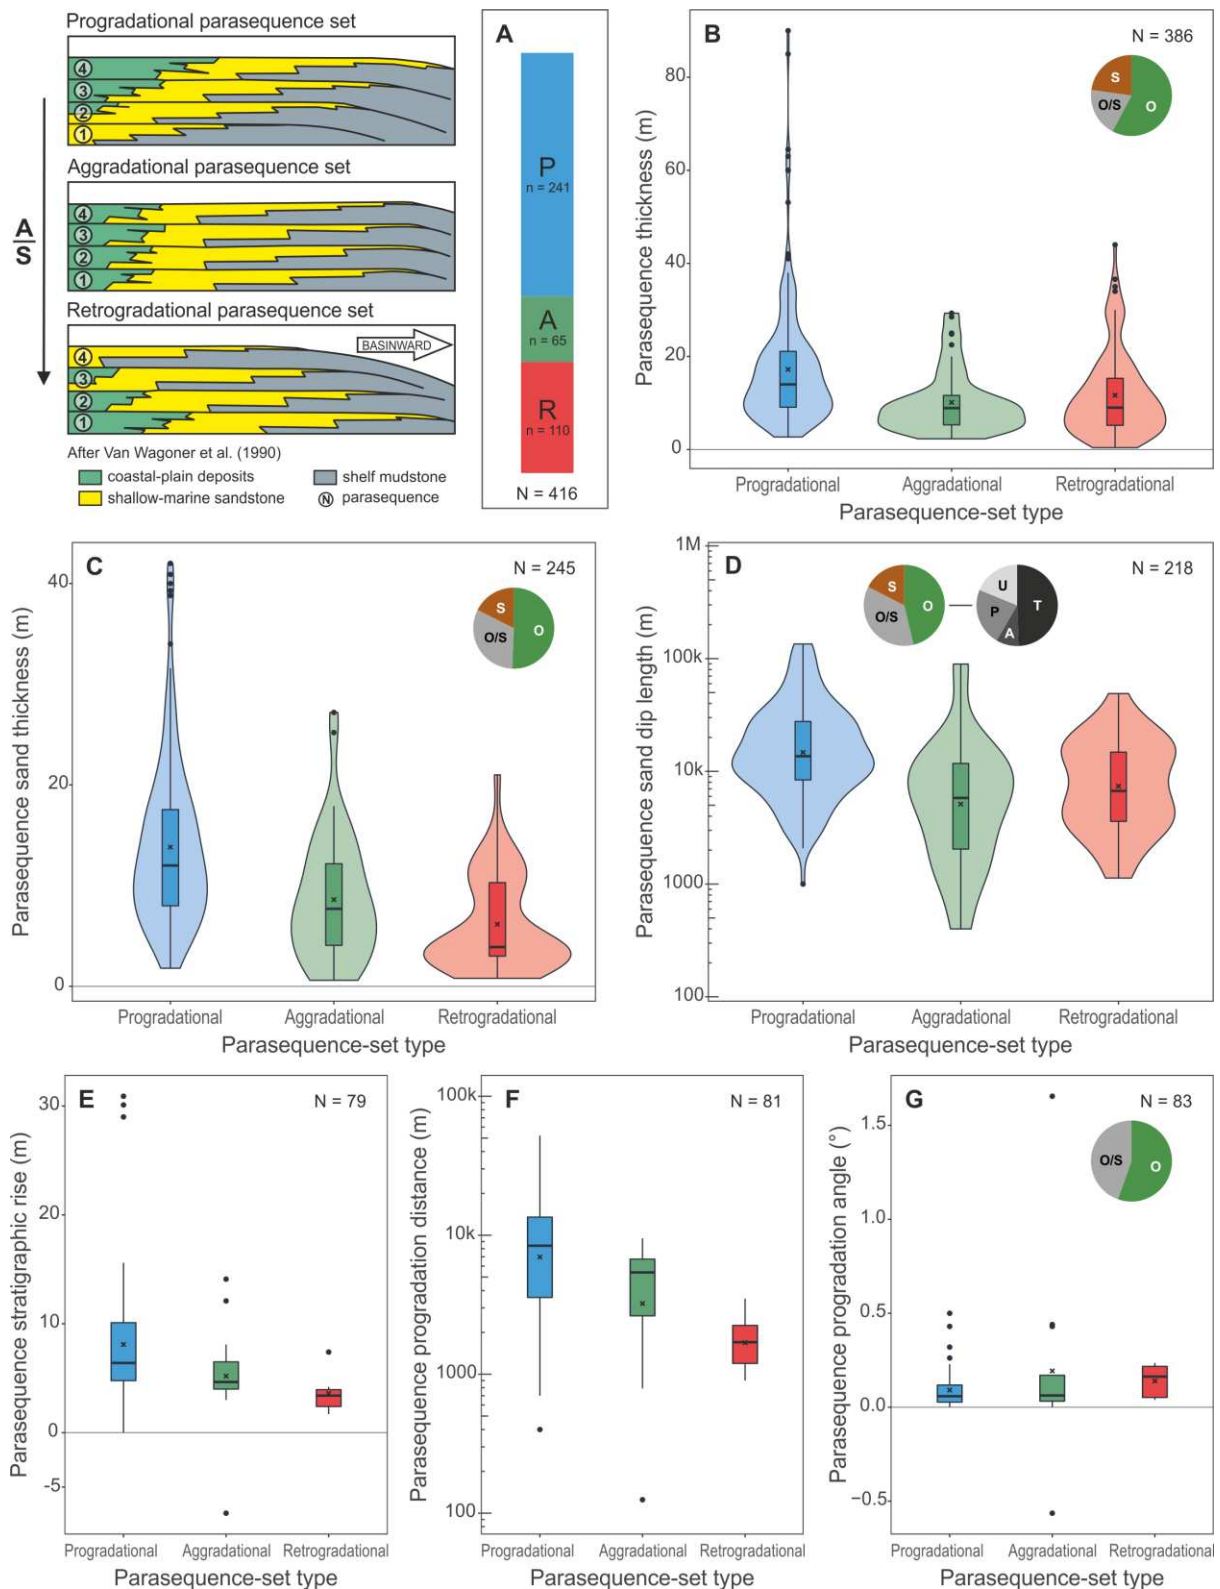 Progradational parasequence set
4
3
2
1
Aggradational parasequence set
4
3
2
1
Retrogradational parasequence set
BASINWARD
4
3
2
1
A
S
After Van Wagoner et al. (1990)
coastal-plain deposits
shelf mudstone
shallow-marine sandstone
N parasequence
A
P
n = 241
A
n = 65
R
n = 110
N = 416
B
N = 386
S
O/S
O
Parasequence thickness (m)
80
60
40
20
0
Progradational
Aggradational
Retrogradational
Parasequence-set type
C
N = 245
S
O/S
O
Parasequence sand thickness (m)
40
20
0
Progradational
Aggradational
Retrogradational
Parasequence-set type
D
N = 218
S
O/S
O
U
P
A
T
Parasequence sand dip length (m)
1M
100k
10k
1000
100
Progradational
Aggradational
Retrogradational
Parasequence-set type
E
N = 79
Parasequence stratigraphic rise (m)
30
20
10
0
-5
Progradational
Aggradational
Retrogradational
Parasequence-set type
F
N = 81
Parasequence progradation distance (m)
100k
10k
1000
100
Progradational
Aggradational
Retrogradational
Parasequence-set type
G
N = 83
O/S
O
Parasequence progradation angle (°)
1.5
1.0
0.5
0.0
−0.5
Progradational
Aggradational
Retrogradational
Parasequence-set type